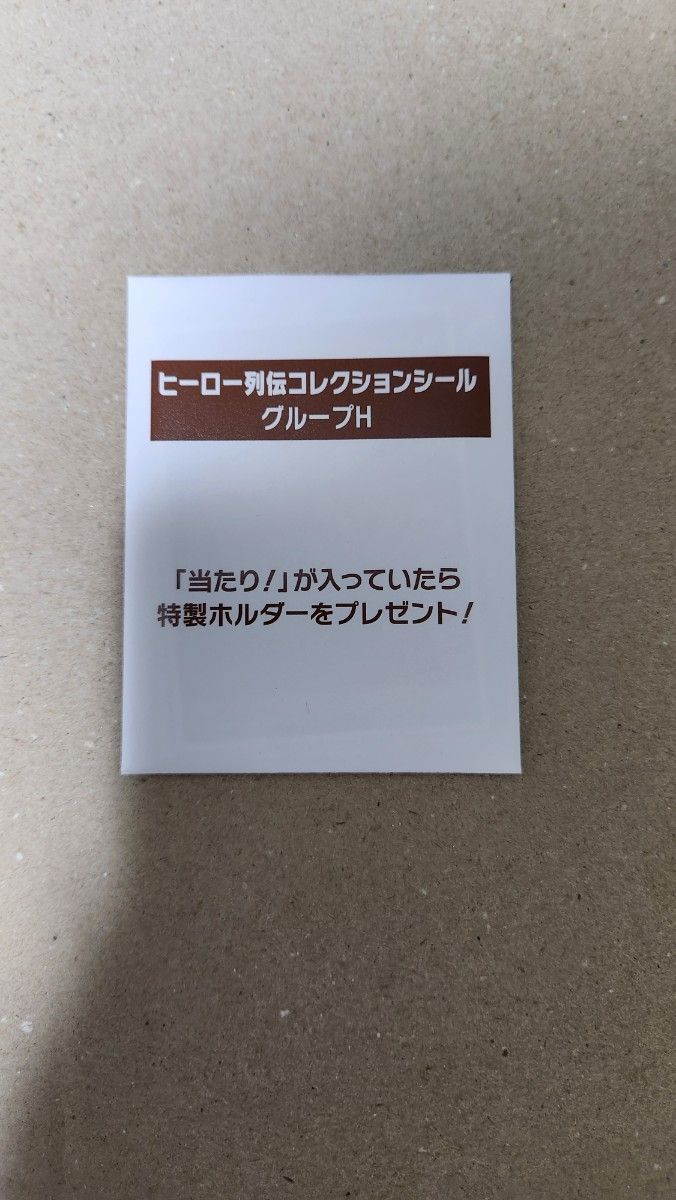 ヒーロー列伝コレクションシール
グループH
「当たり！」が入っていたら
特製ホルダーをプレゼント！